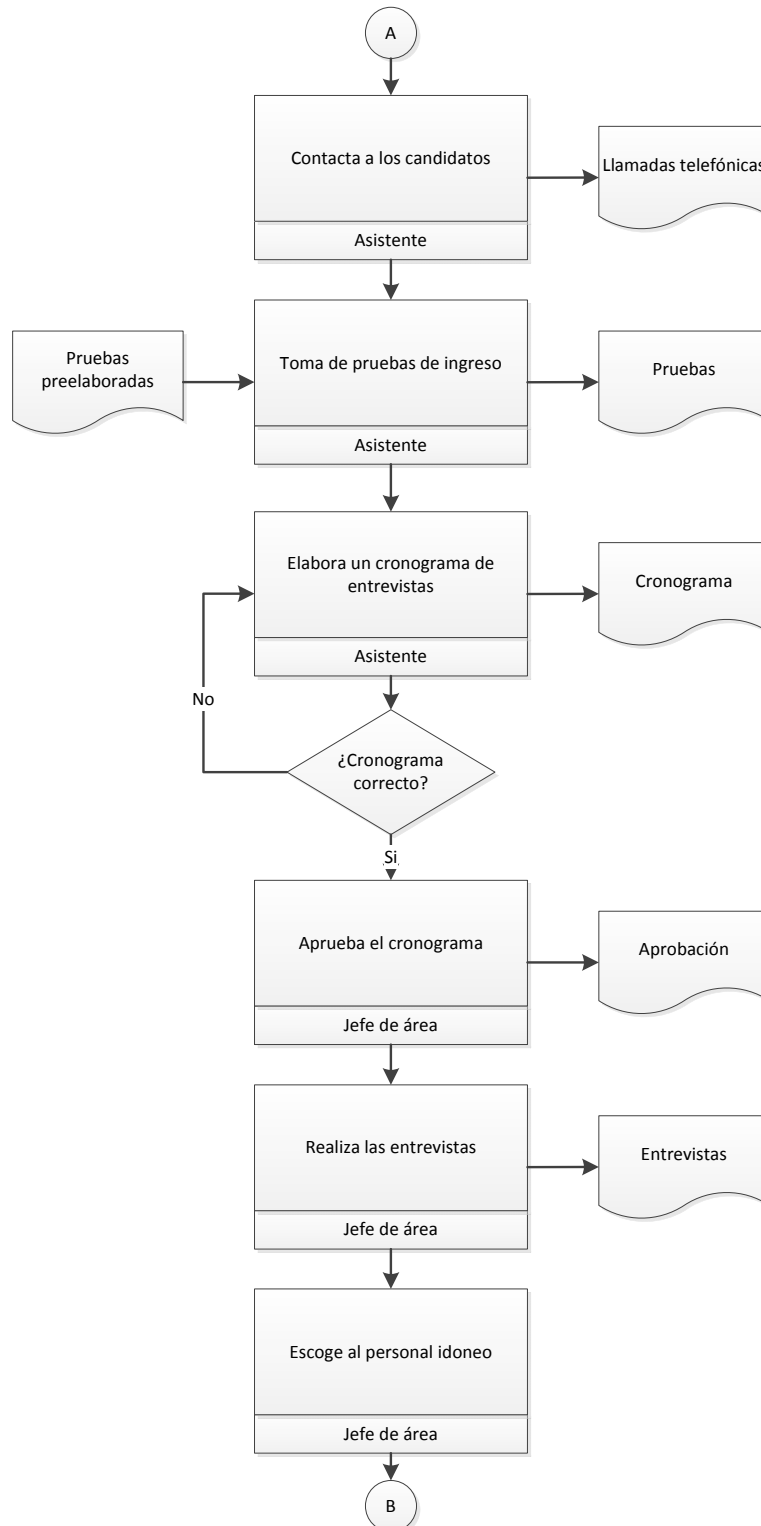 A
Contacta a los candidatos
Llamadas telefónicas
Asistente
Pruebas
preelaboradas
Toma de pruebas de ingreso
Pruebas
Asistente
Elabora un cronograma de
entrevistas
Cronograma
Asistente
No
¿Cronograma
correcto?
Si
Aprueba el cronograma
Aprobación
Jefe de área
Realiza las entrevistas
Entrevistas
Jefe de área
Escoge al personal idoneo
Jefe de área
B